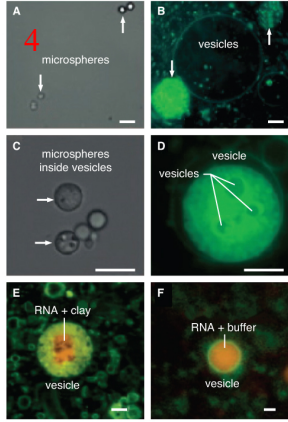 A
4
microspheres
B
vesicles
C
microspheres
inside vesicles
D
vesicle
vesicles
E
RNA + clay
vesicle
F
RNA + buffer
vesicle